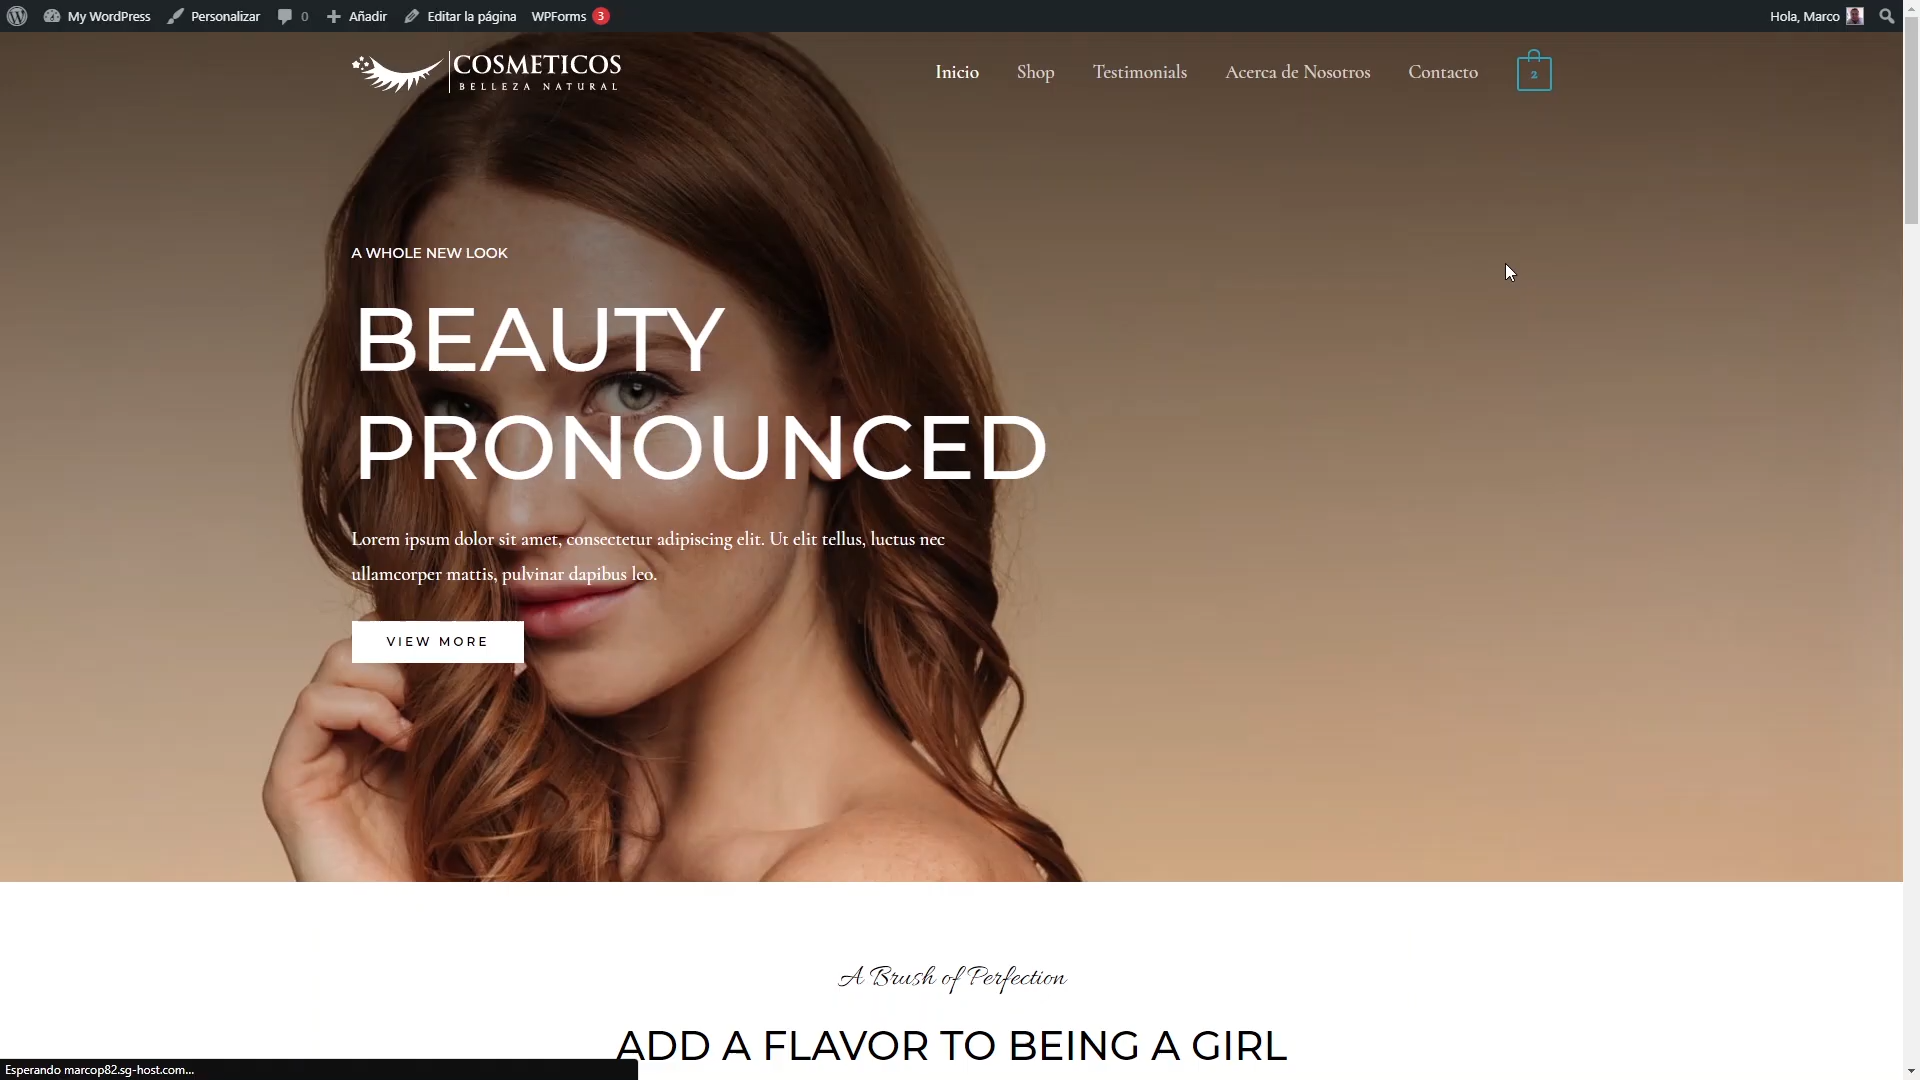 My WordPress
Personalizar
0
Añadir
Editar la página
WPForms 3
Hola, Marco
COSMETICOS
BELLEZA NATURAL
Inicio
Shop
Testimonials
Acerca de Nosotros
Contacto
2
A WHOLE NEW LOOK
BEAUTY
PRONOUNCED
Lorem ipsum dolor sit amet, consectetur adipiscing elit. Ut elit tellus, luctus nec
ullamcorper mattis, pulvinar dapibus leo.
VIEW MORE
A Brush of Perfection
ADD A FLAVOR TO BEING A GIRL
Esperando marcop82.sg-host.com...